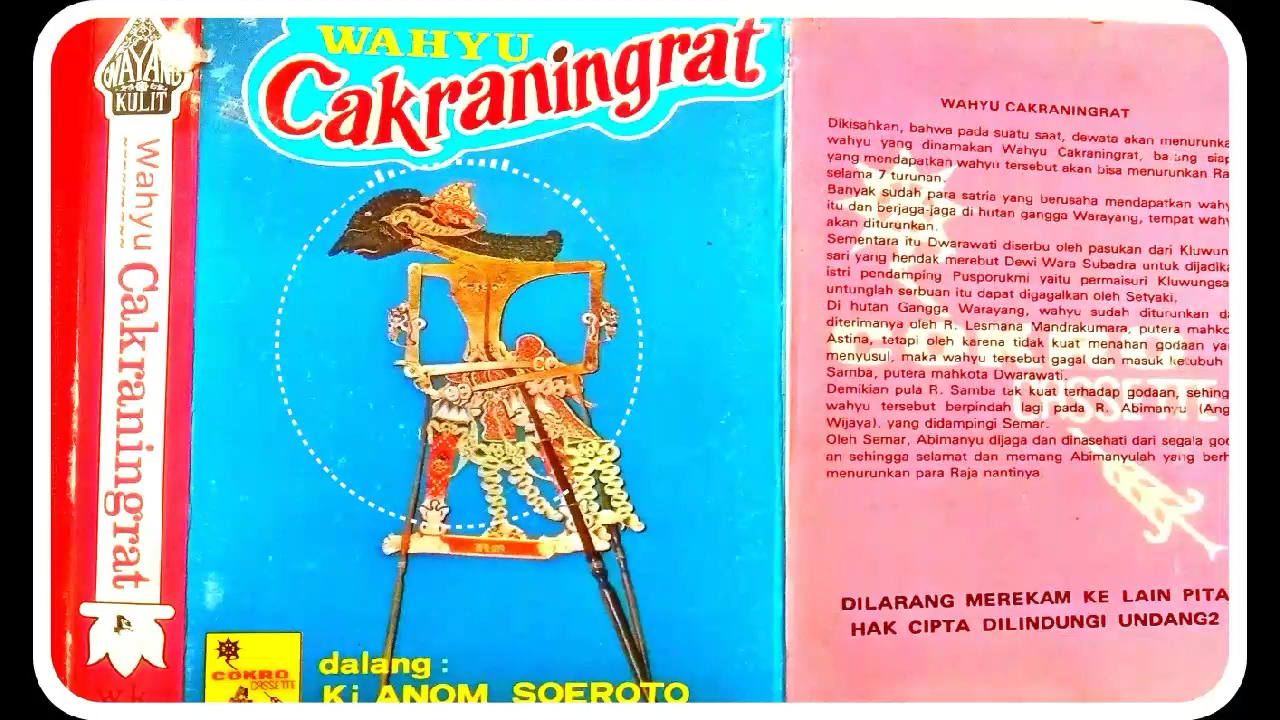 WAYANG
KULIT
Wahyu Cakraningrat
WAHYU
Cakraningrat
COKRO
CASSETTE
dalang :
Ki ANOM SOEROTO
WAHYU CAKRANINGRAT
Dikisahkan, bahwa pada suatu saat, dewata akan menurunka
wahyu yang dinamakan Wahyu Cakraningrat, barang siap
yang mendapatkan wahyu tersebut akan bisa menurunkan Ra
selama 7 turunan.
Banyak sudah para satria yang berusaha mendapatkan wahy
itu dan berjaga-jaga di hutan gangga Warayang, tempat wahy
akan diturunkan.
Sementara itu Dwarawati diserbu oleh pasukan dari Kluwun
sari yang hendak merebut Dewi Wara Subadra untuk dijadika
istri pendamping Pusporukmi yaitu permaisuri Kluwungsa
untunglah serbuan itu dapat digagalkan oleh Setyaki.
Di hutan Gangga Warayang, wahyu sudah diturunkan da
diterimanya oleh R. Lesmana Mandrakumara, putera mahko
Astina, tetapi oleh karena tidak kuat menahan godaan ya
menyusul, maka wahyu tersebut gagal dan masuk ketubuh
Samba, putera mahkota Dwarawati.
Demikian pula R. Samba tak kuat terhadap godaan, sehing
wahyu tersebut berpindah lagi pada R. Abimanyu (Ang
Wijaya), yang didampingi Semar.
Oleh Semar, Abimanyu dijaga dan dinasehati dari segala god
an sehingga selamat dan memang Abimanyulah yang berh
menurunkan para Raja nantinya.
CASSETTE
DILARANG MEREKAM KE LAIN PITA
HAK CIPTA DILINDUNGI UNDANG2